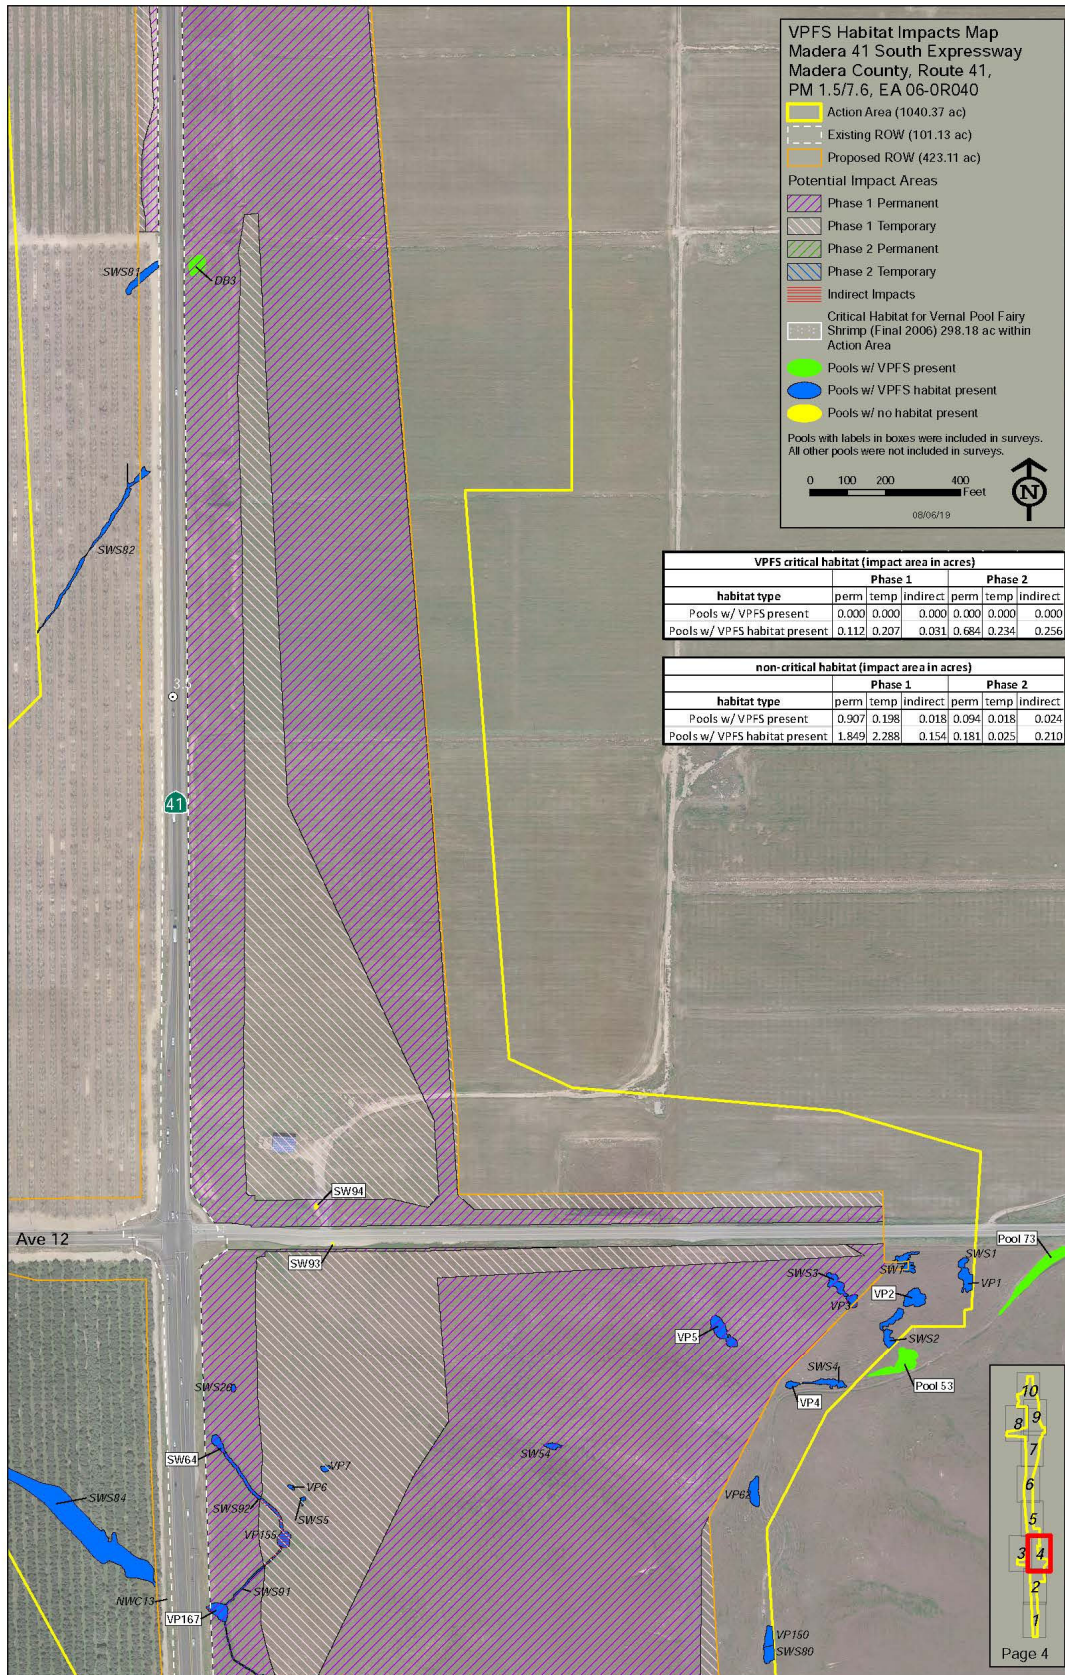 VPFS Habitat Impacts Map
Madera 41 South Expressway
Madera County, Route 41,
PM 1.5/7.6, EA 06-0R040
Action Area (1040.37 ac)
Existing ROW (101.13 ac)
Proposed ROW (423.11 ac)
Potential Impact Areas
Phase 1 Permanent
Phase 1 Temporary
Phase 2 Permanent
Phase 2 Temporary
Indirect Impacts
Critical Habitat for Vernal Pool Fairy
Shrimp (Final 2006) 298.18 ac within
Action Area
Pools w/ VPFS present
Pools w/ VPFS habitat present
Pools w/ no habitat present
Pools with labels in boxes were included in surveys.
All other pools were not included in surveys.
0 100 200 400
Feet
N
08/06/19
VPFS critical habitat (impact area in acres)
Phase 1 Phase 2
habitat type perm temp indirect perm temp indirect
Pools w/ VPFS present 0.000 0.000 0.000 0.000 0.000 0.000
Pools w/ VPFS habitat present 0.112 0.207 0.031 0.684 0.234 0.256
non-critical habitat (impact area in acres)
Phase 1 Phase 2
habitat type perm temp indirect perm temp indirect
Pools w/ VPFS present 0.907 0.198 0.018 0.094 0.018 0.024
Pools w/ VPFS habitat present 1.849 2.288 0.154 0.181 0.025 0.210
SWS81
DB3
SWS82
41
SW94
Ave 12
SW93
Pool 73
SWS1
SWS3
VP1
VP2
VP3
VP5
SWS2
SWS4
Pool 53
VP4
SWS26
SW54
SW64
VP7
VP6
SWS92
SWS5
VP62
SWS84
VP155
SWS91
NWC13
VP167
VP150
SWS80
10
9
8
7
6
5
3
4
2
1
Page 4